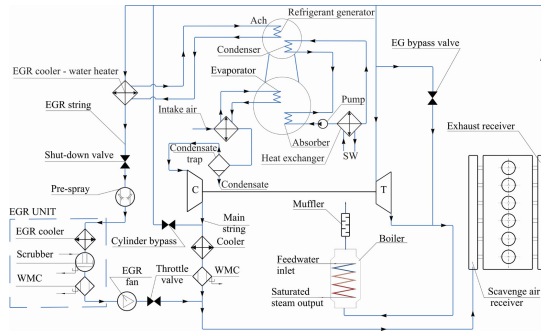 Refrigerant generator
Ach
Condenser
EGR cooler - water heater
Evaporator
EG bypass valve
EGR string
Intake air
Pump
Absorber
Exhaust receiver
Condensate
trap
Heat exchanger
SW
Shut-down valve
Condensate
Pre-spray
C
T
EGR UNIT
Main
string
Muffler
EGR cooler
Cylinder bypass
Cooler
Boiler
Scrubber
EGR
fan
Throttle
valve
WMC
Feedwater
inlet
WMC
Saturated
steam output
Scavenge air
receiver